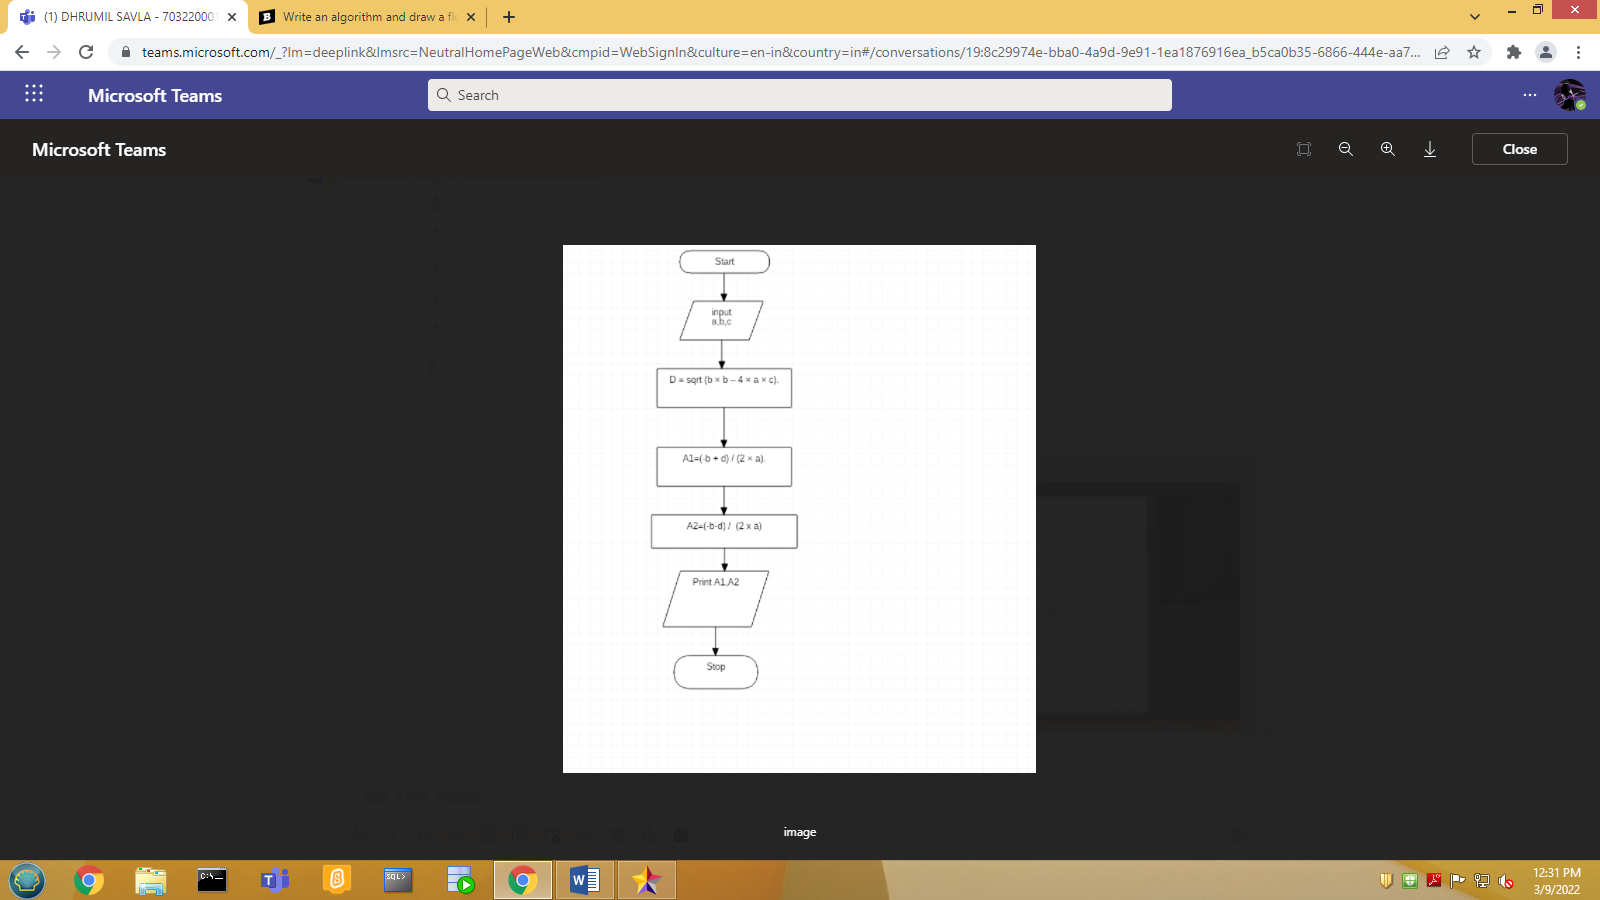 (1) DHRUMIL SAVLA - 70322000
Write an algorithm and draw a flo
teams.microsoft.com/_?lm=deeplink&lmsrc=NeutralHomePageWeb&cmpid=WebSignIn&culture=en-in&country=in#/conversations/19:8c29974e-bba0-4a9d-9e91-1ea1876916ea_b5ca0b35-6866-444e-aa7...
Microsoft Teams
Search
Microsoft Teams
Close
Start
input
a,b,c
D = sqrt (b × b – 4 × a × c).
A1=(-b + d) / (2 × a).
A2=(-b-d) / (2 x a)
Print A1,A2
Stop
image
C:\_
SQL>
12:31 PM
3/9/2022